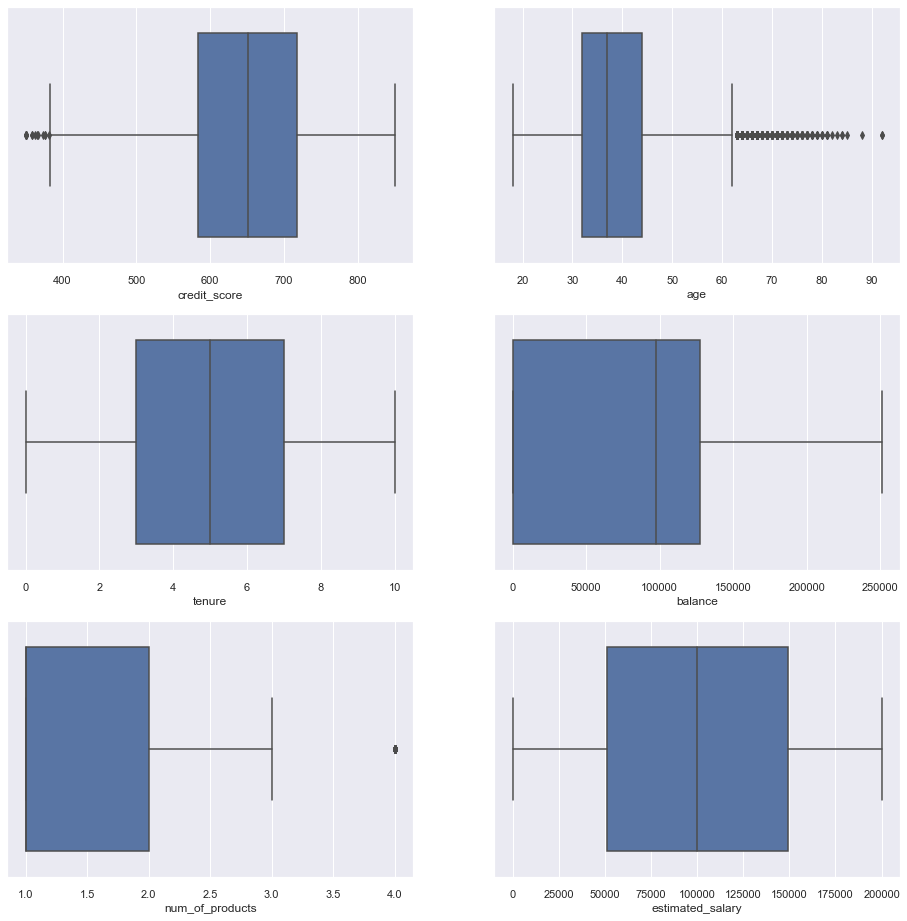 400 500 600 700 800
credit_score
20 30 40 50 60 70 80 90
age
0 2 4 6 8 10
tenure
0 50000 100000 150000 200000 250000
balance
1.0 1.5 2.0 2.5 3.0 3.5 4.0
num_of_products
0 25000 50000 75000 100000 125000 150000 175000 200000
estimated_salary